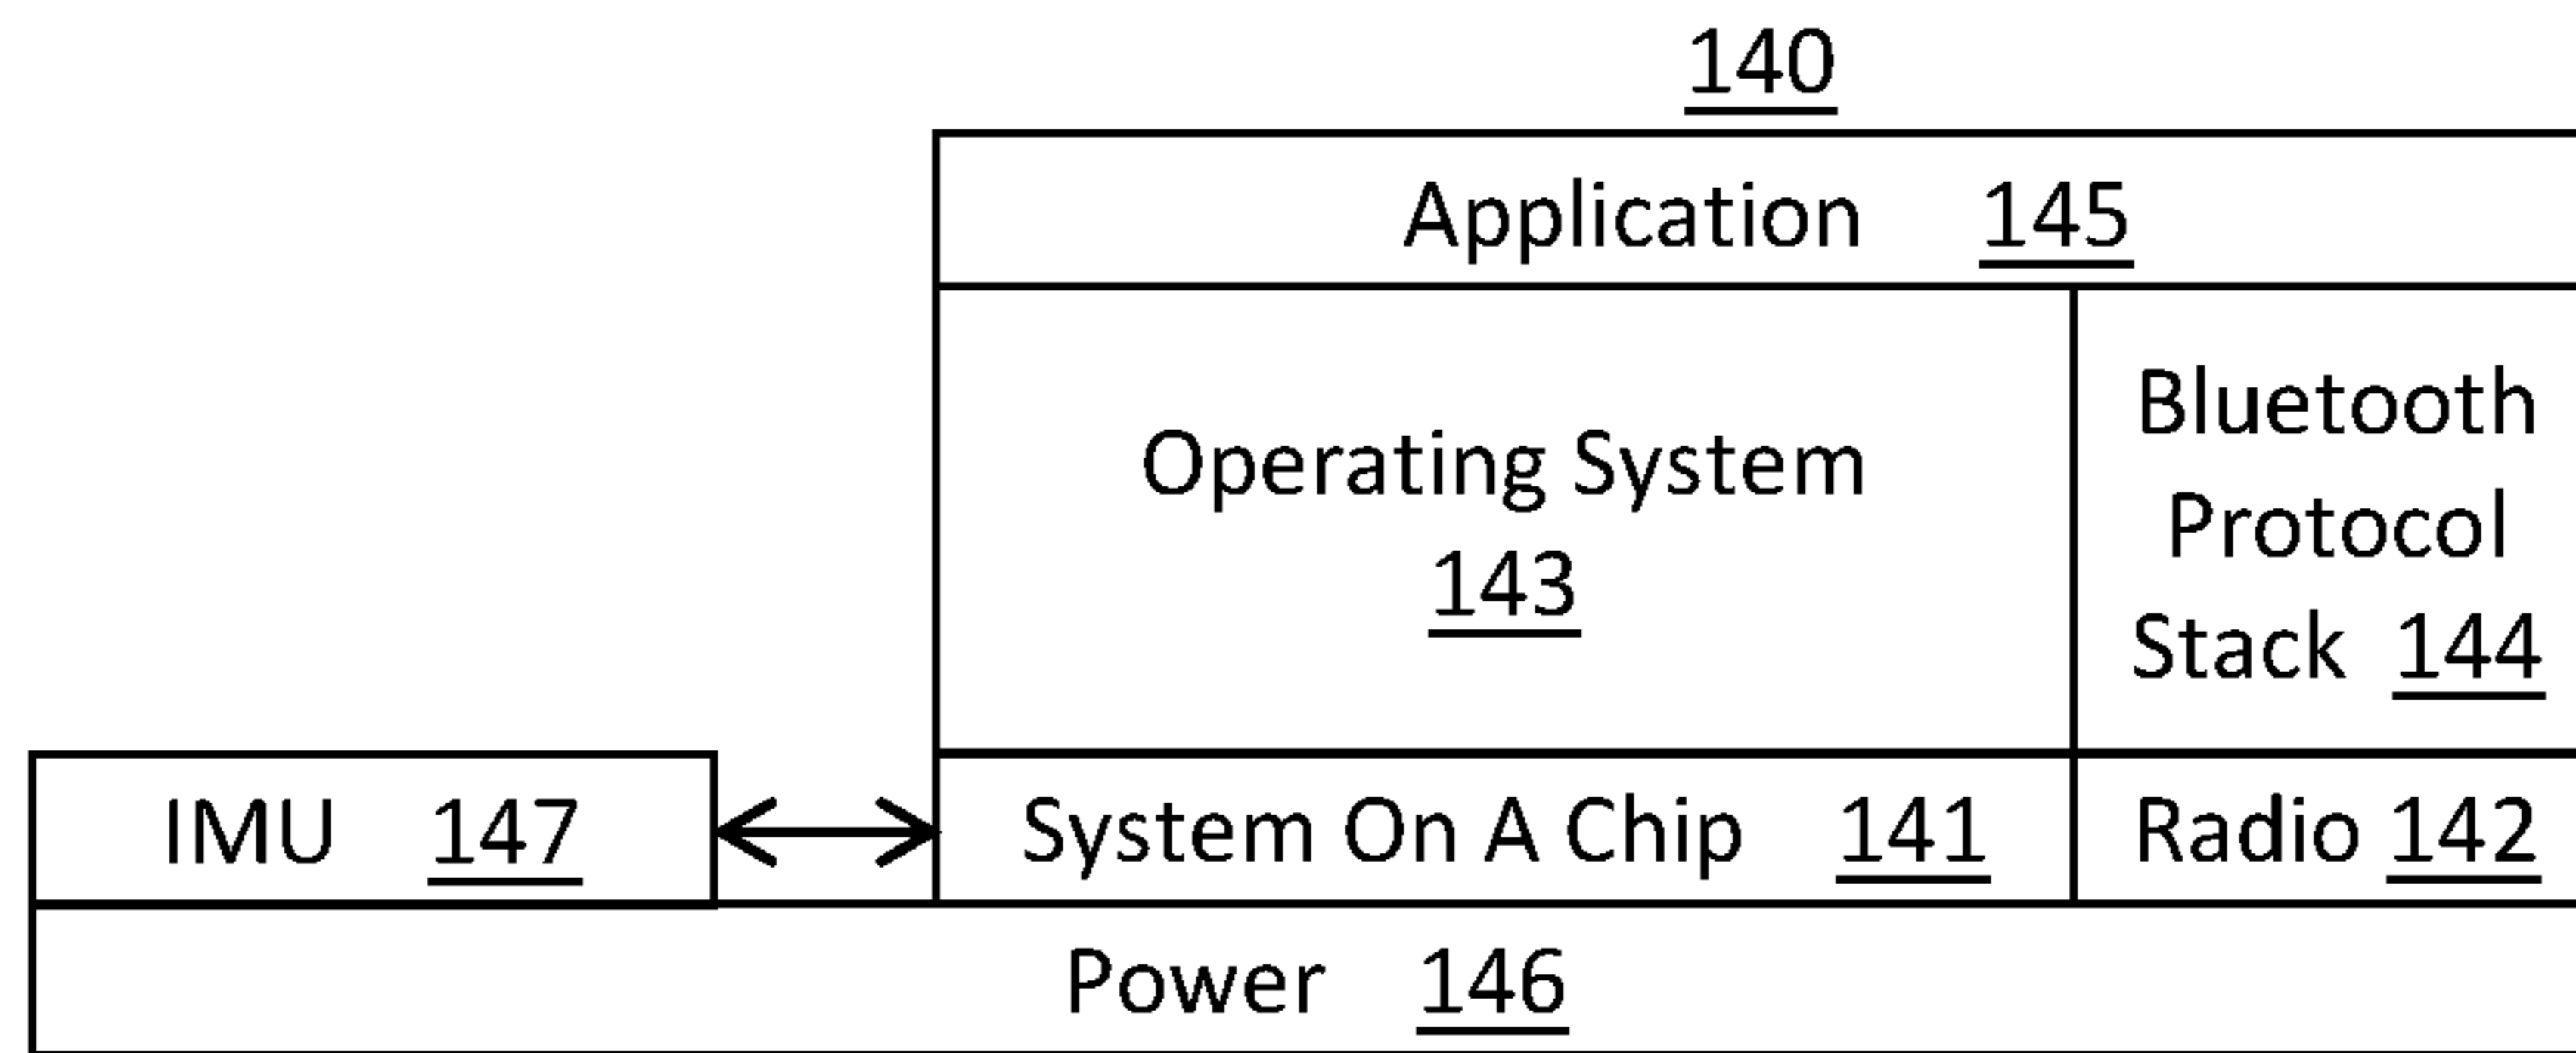 140
Application 145
Operating System
143
Bluetooth
Protocol
Stack 144
IMU 147
System On A Chip 141
Radio 142
Power 146